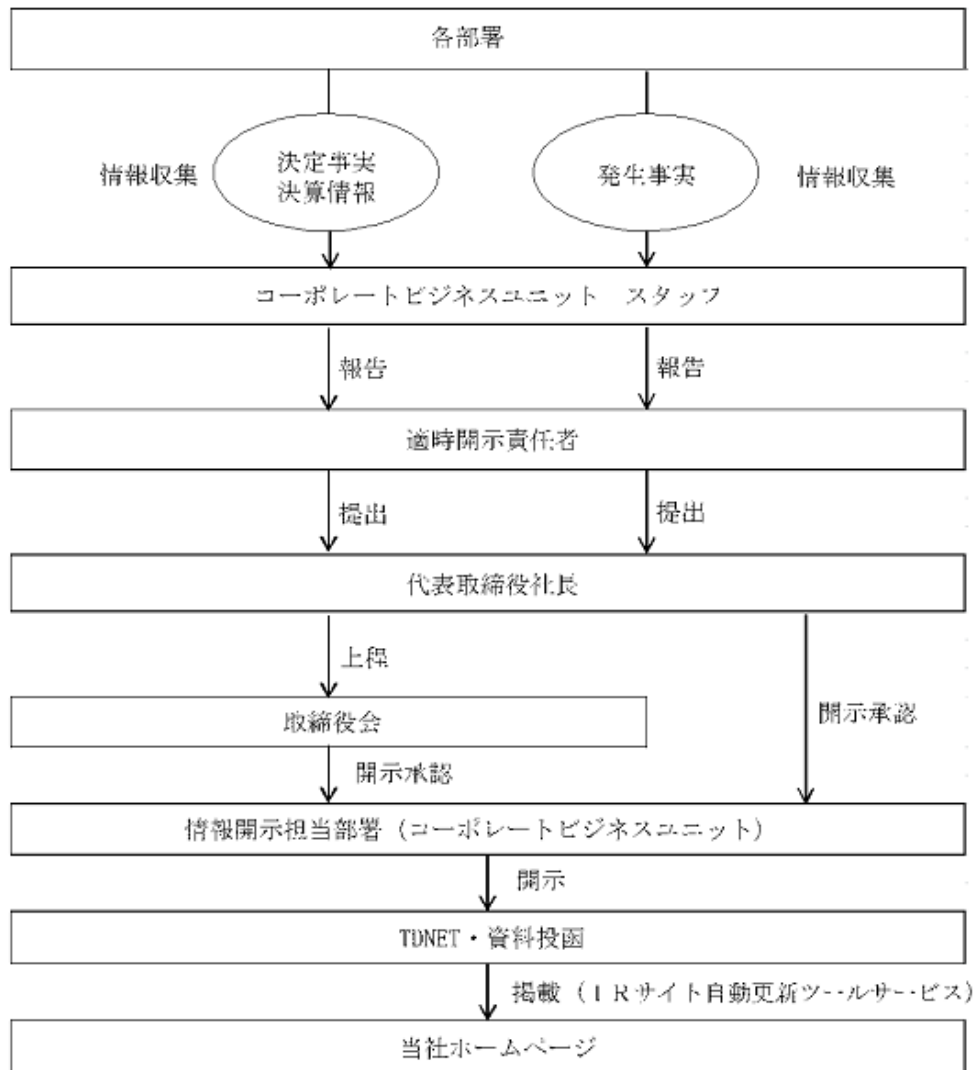 各部署
情報収集
決定事実
決算情報
発生事実
情報収集
コーポレートビジネスユニット　スタッフ
報告
報告
適時開示責任者
提出
提出
代表取締役社長
上程
取締役会
開示承認
開示承認
情報開示担当部署（コーポレートビジネスユニット）
開示
TDNET・資料投函
掲載（ＩＲサイト自動更新ツールサービス）
当社ホームページ